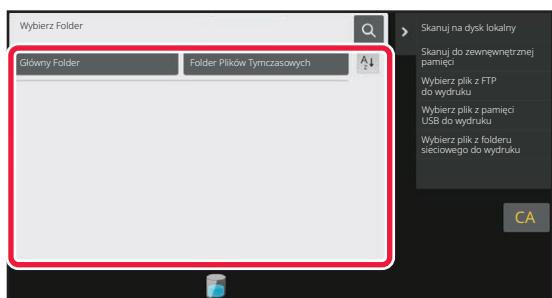 Wybierz Folder
Główny Folder
Folder Plików Tymczasowych
A
Z
Skanuj na dysk lokalny
Skanuj do zewnęwnętrznej
pamięci
Wybierz plik z FTP
do wydruku
Wybierz plik z pamięci
USB do wydruku
Wybierz plik z folderu
sieciowego do wydruku
CA